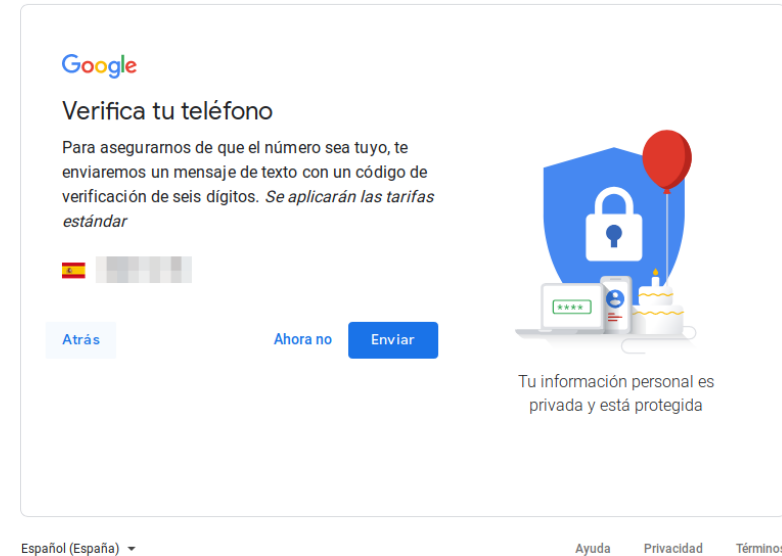 Google
Verifica tu teléfono
Para asegurarnos de que el número sea tuyo, te
enviaremos un mensaje de texto con un código de
verificación de seis dígitos. Se aplicarán las tarifas
estándar
Atrás
Ahora no
Enviar
****
Tu información personal es
privada y está protegida
Español (España)
Ayuda
Privacidad
Términos